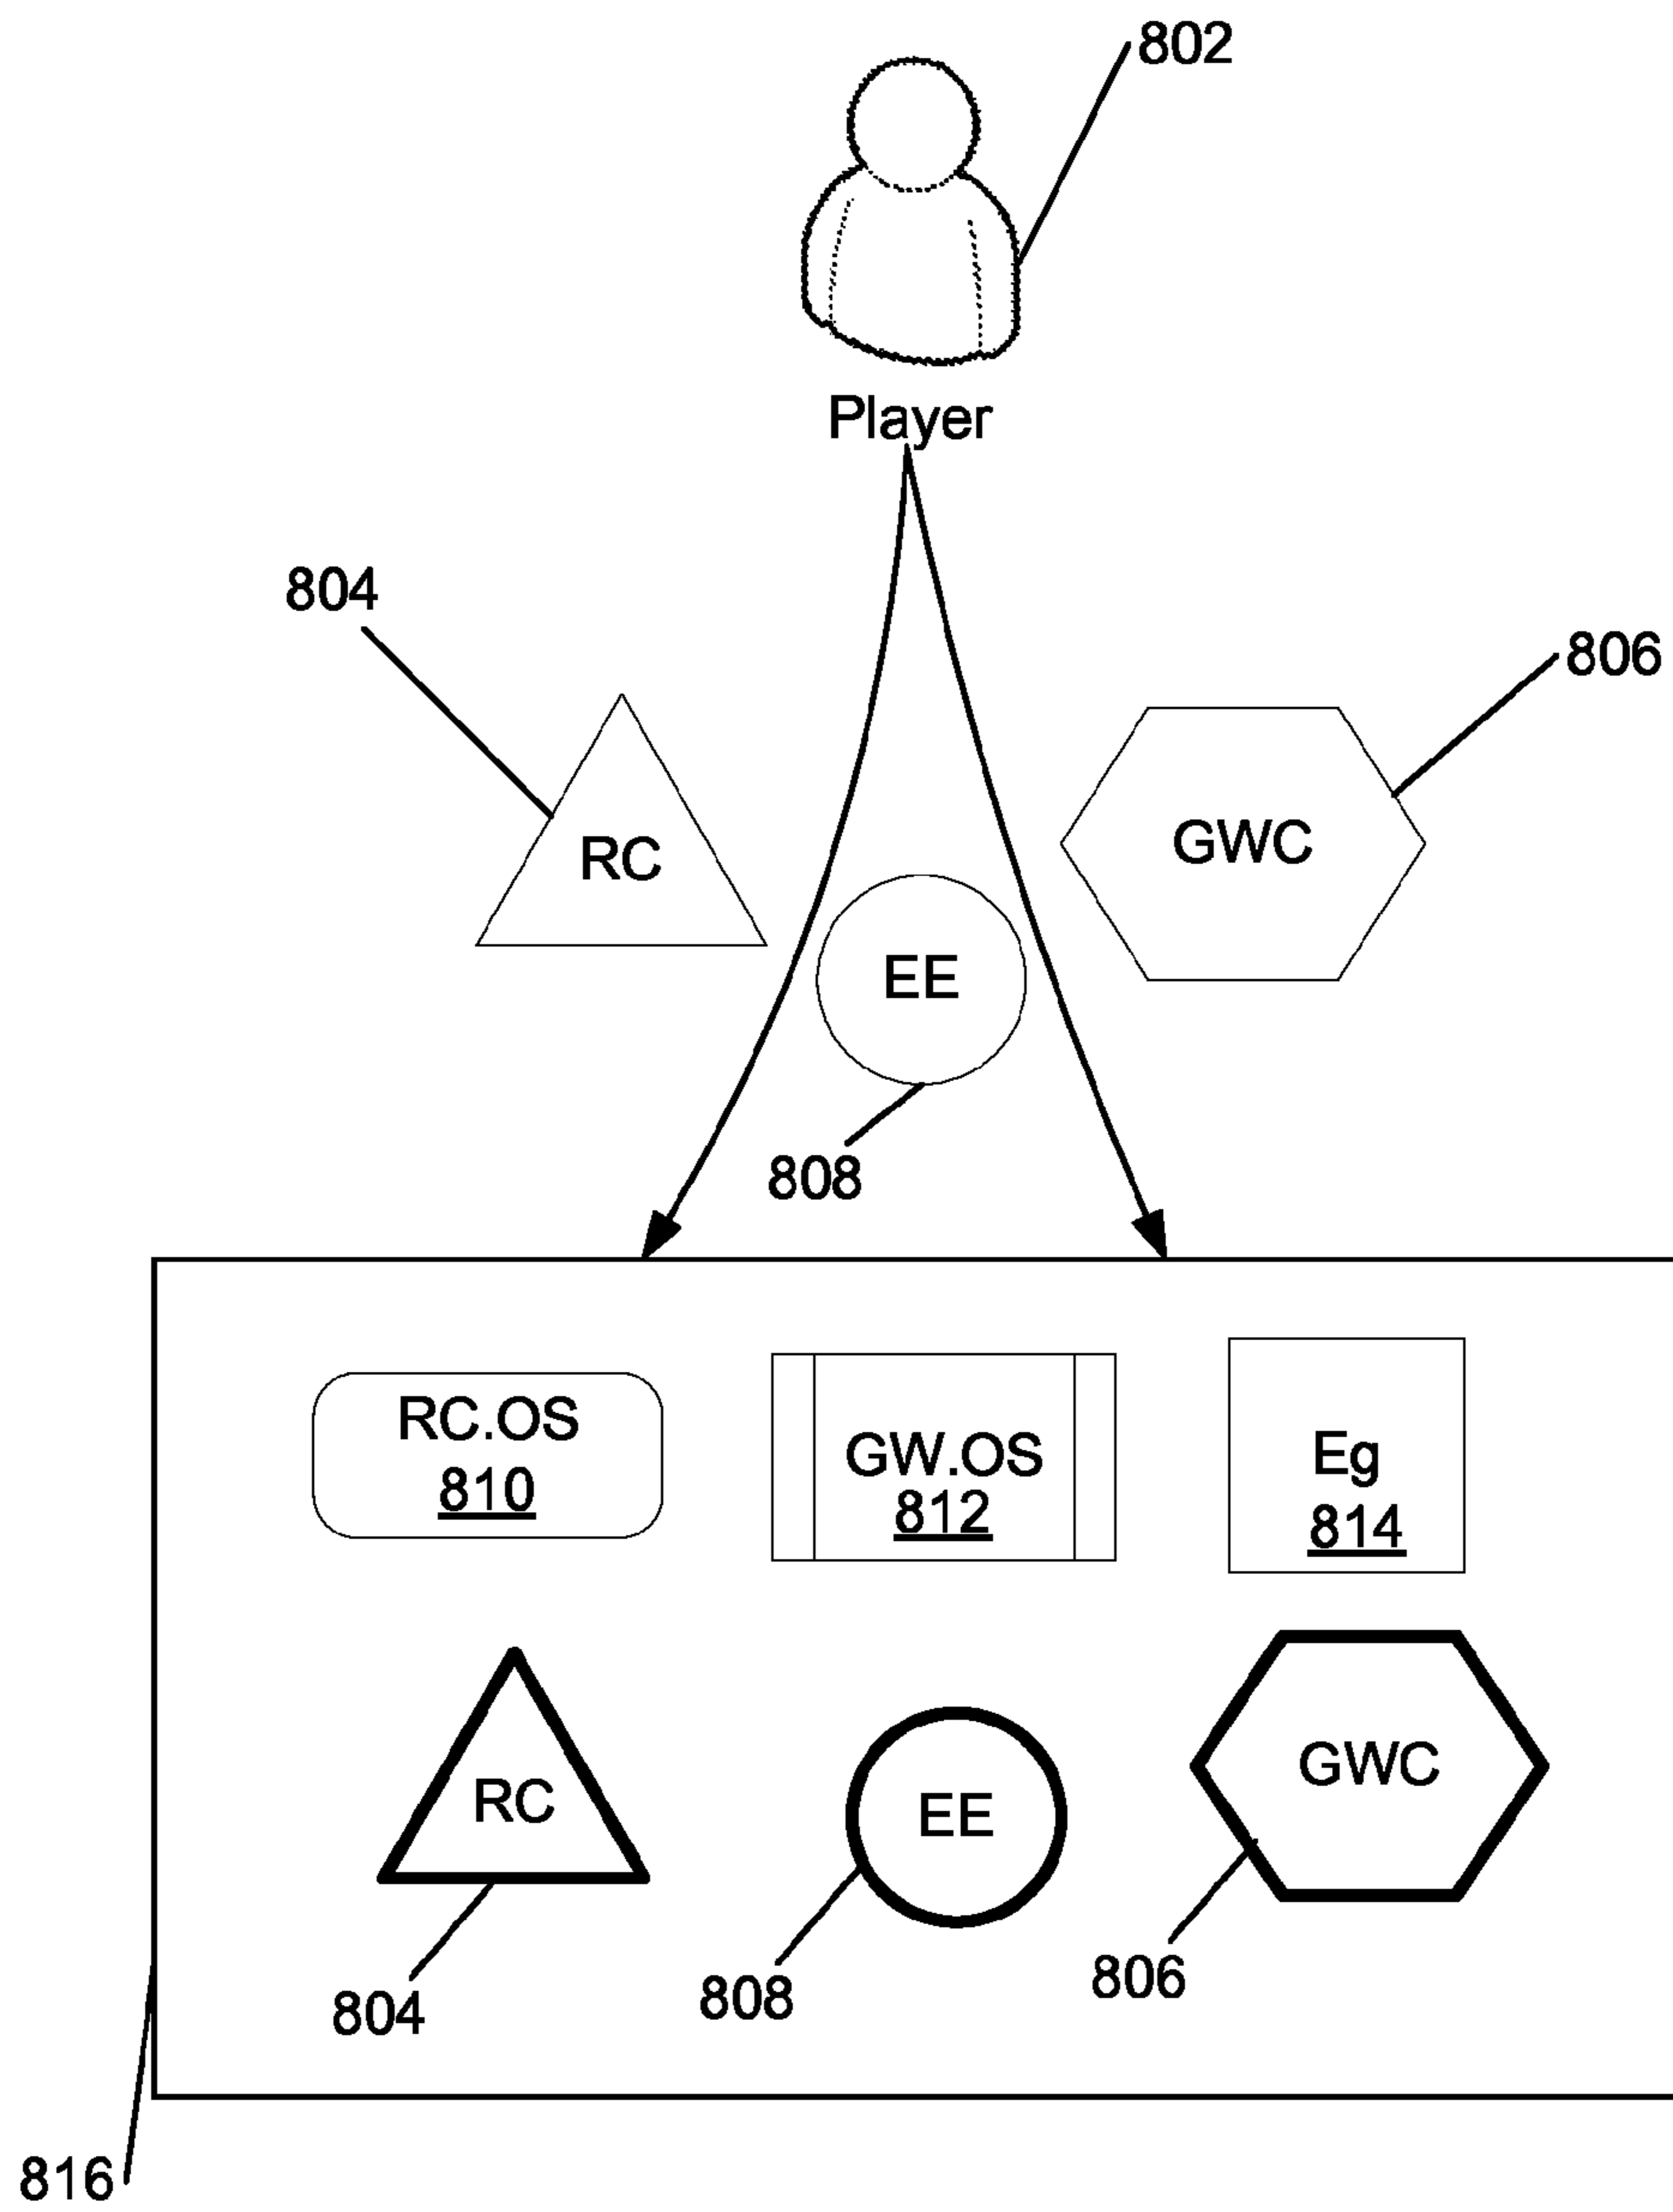 802
Player
804
806
RC
GWC
EE
808
RC.OS
810
GW.OS
812
Eg
814
RC
EE
GWC
804
808
806
816